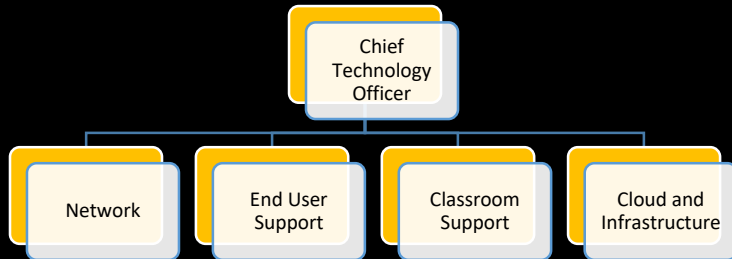 Chief
Technology
Officer
Network
End User
Support
Classroom
Support
Cloud and
Infrastructure